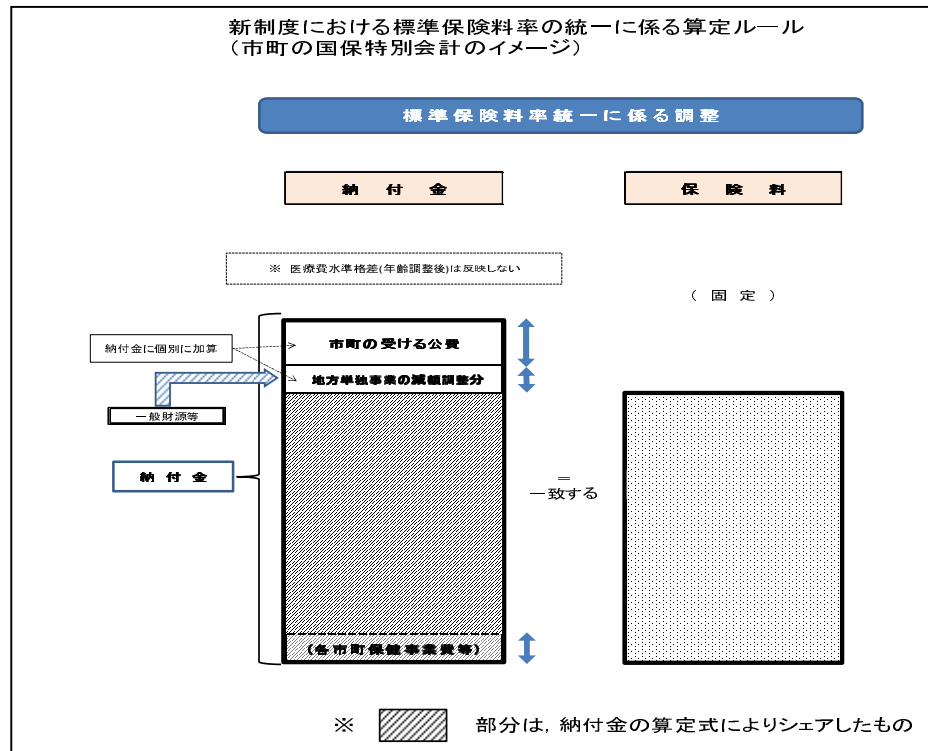 新制度における標準保険料率の統一に係る算定ルール
（市町の国保特別会計のイメージ）
標準保険料率統一に係る調整
納付金
保険料
※ 医療費水準格差(年齢調整後)は反映しない
（固定）
市町の受ける公費
納付金に個別に加算
地方単独事業の減額調整分
一般財源等
納付金
＝
一致する
(各市町保健事業費等)
※ 部分は，納付金の算定式によりシェアしたもの